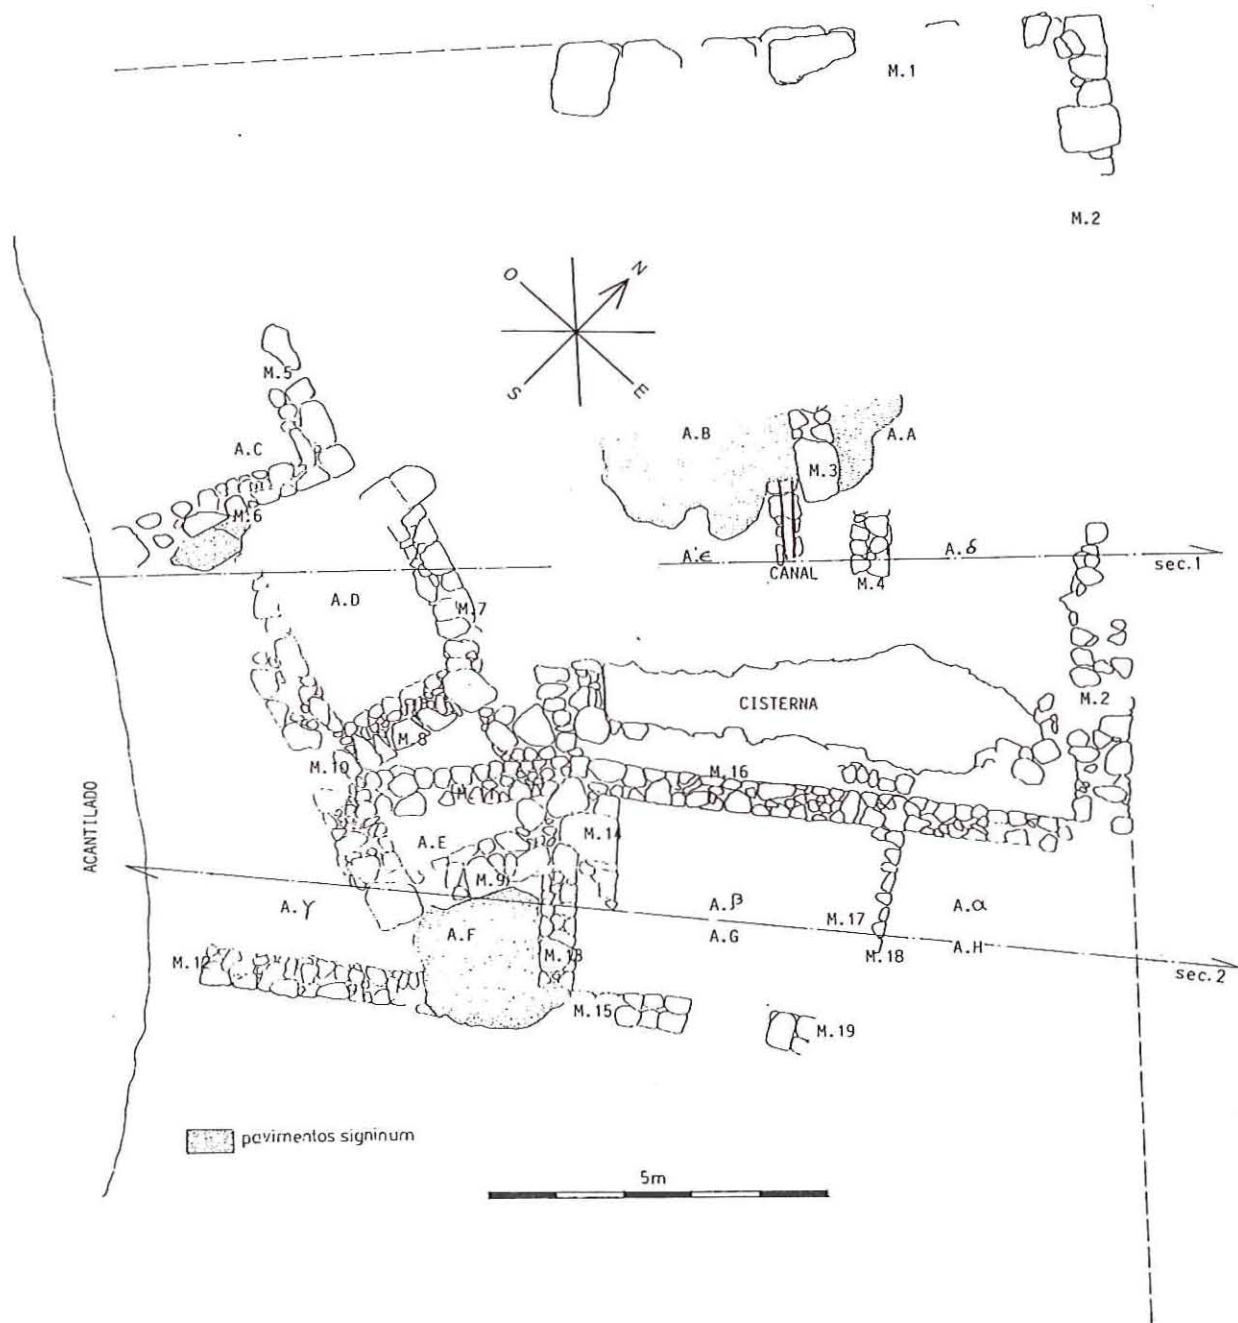 M.1
M.2
O
N
S
E
M.5
A.C
A.B
A.A
M.3
M.6
A.ε
CANAL
M.4
A.δ
sec.1
A.D
M.7
CISTERNA
M.2
M.8
M.10
M.16
M.11
M.14
A.E
M.9
ACANTILADO
A.γ
A.F
A.β
A.G
M.17
M.18
A.α
A.H
sec.2
M.12
M.13
M.15
M.19
pavimentos signinum
5m